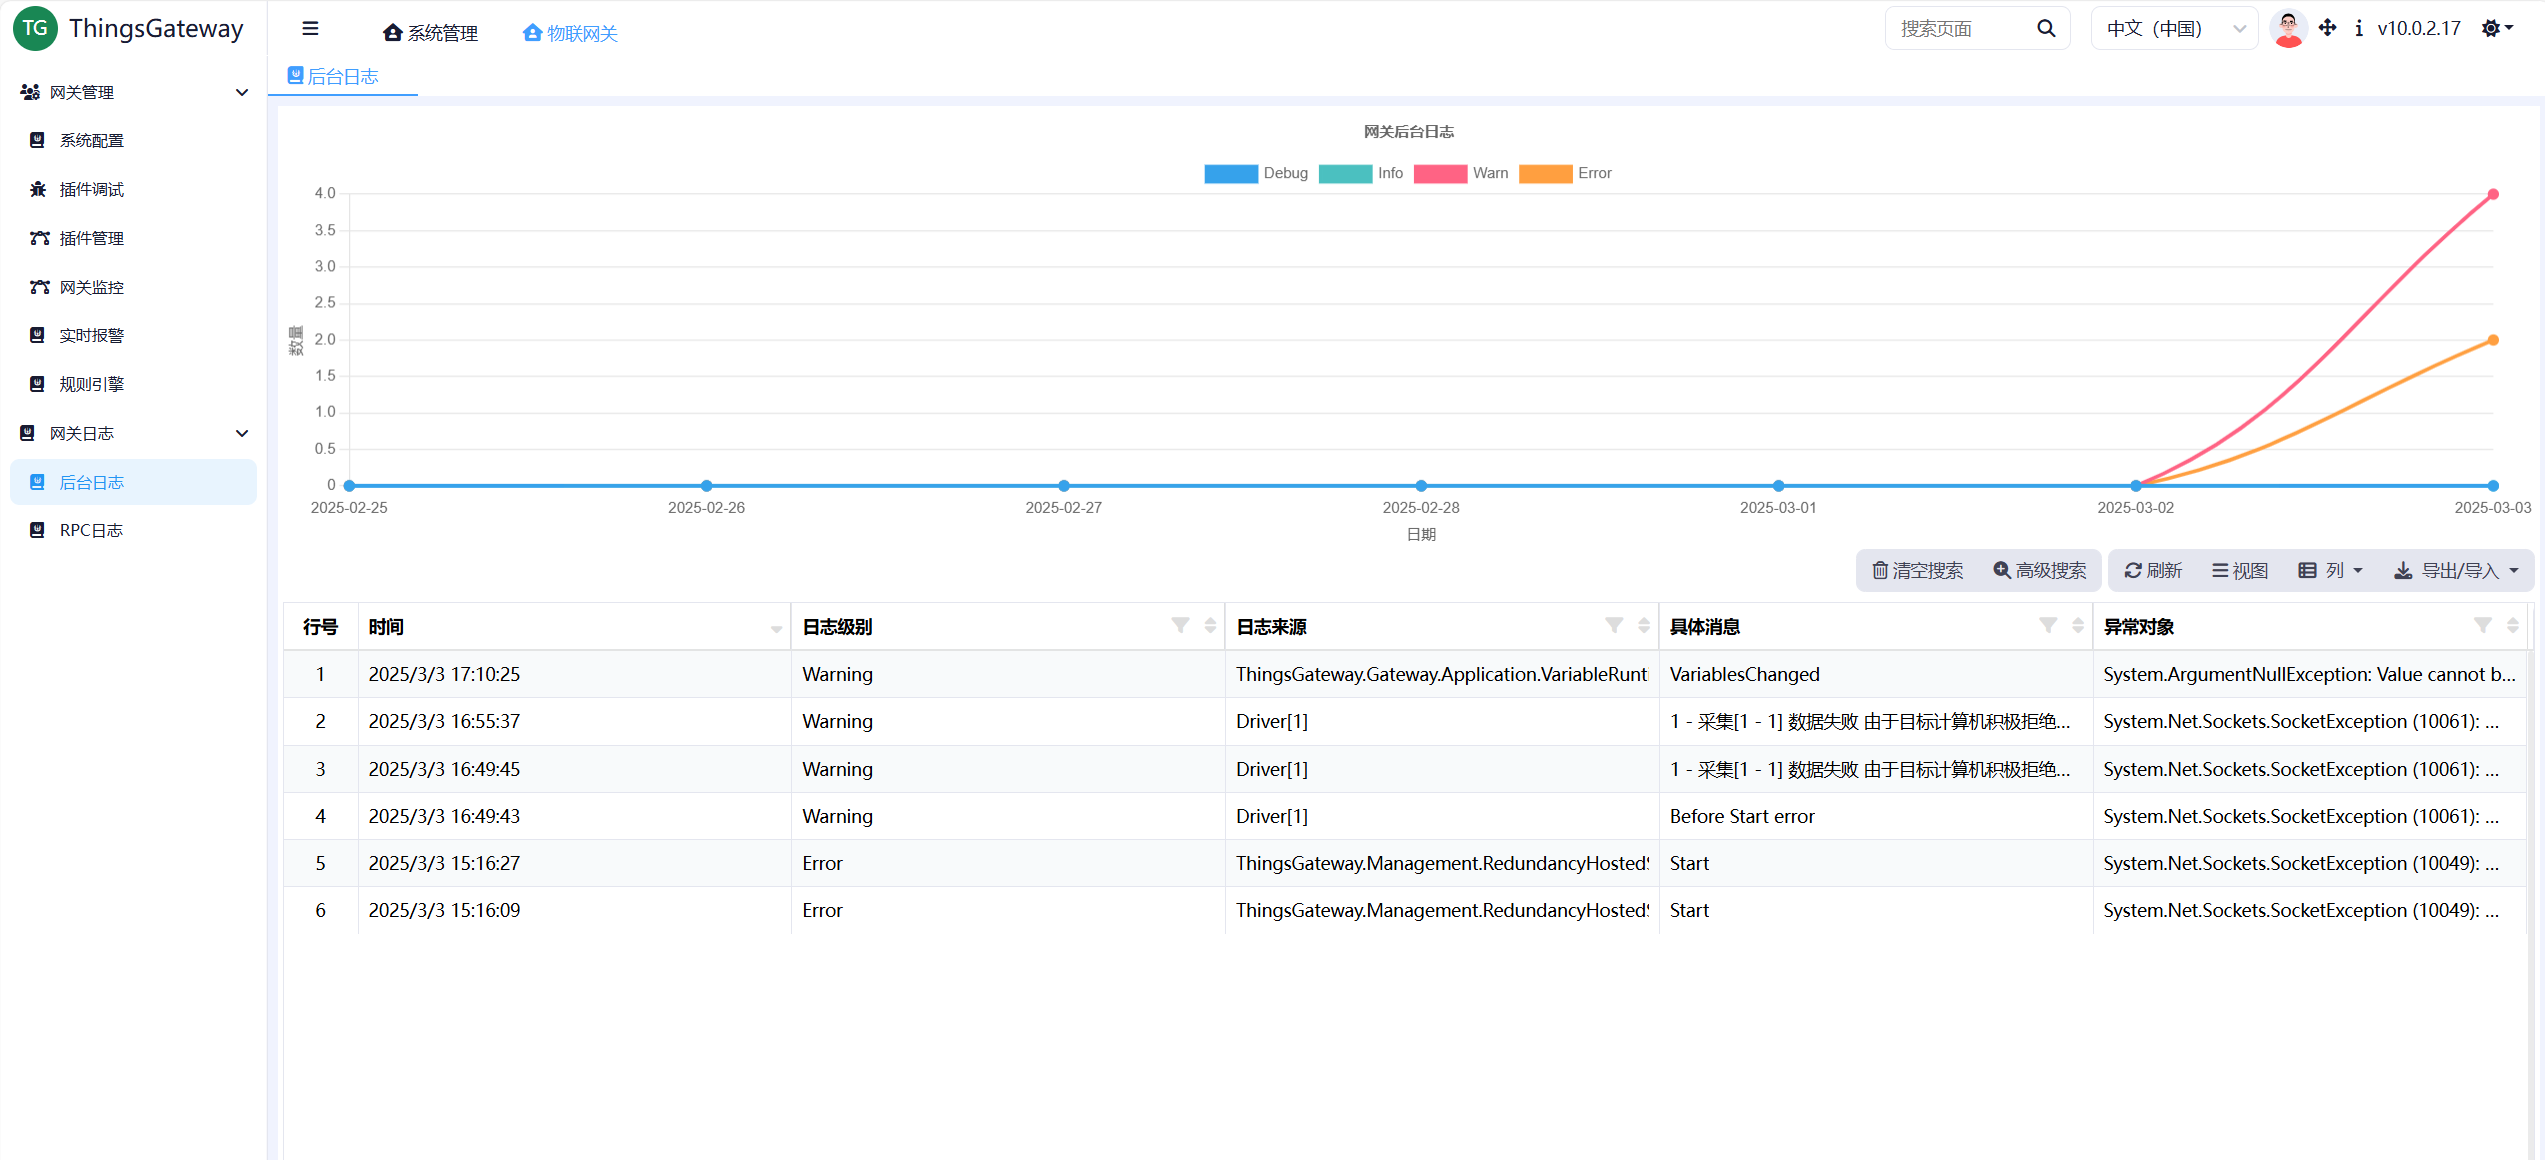 TG ThingsGateway
系统管理 物联网关
搜索页面
中文（中国）
v10.0.2.17
网关管理
系统配置
插件调试
插件管理
网关监控
实时报警
规则引擎
网关日志
后台日志
RPC日志
后台日志
网关后台日志
Debug Info Warn Error
4.0
3.5
3.0
2.5
2.0
1.5
1.0
0.5
0
数量
2025-02-25 2025-02-26 2025-02-27 2025-02-28 2025-03-01 2025-03-02 2025-03-03
日期
清空搜索 高级搜索 刷新 视图 列 导出/导入
行号 时间 日志级别 日志来源 具体消息 异常对象
1 2025/3/3 17:10:25 Warning ThingsGateway.Gateway.Application.VariableRunti VariablesChanged System.ArgumentNullException: Value cannot b...
2 2025/3/3 16:55:37 Warning Driver[1] 1 - 采集[1 - 1] 数据失败 由于目标计算机积极拒绝... System.Net.Sockets.SocketException (10061): ...
3 2025/3/3 16:49:45 Warning Driver[1] 1 - 采集[1 - 1] 数据失败 由于目标计算机积极拒绝... System.Net.Sockets.SocketException (10061): ...
4 2025/3/3 16:49:43 Warning Driver[1] Before Start error System.Net.Sockets.SocketException (10061): ...
5 2025/3/3 15:16:27 Error ThingsGateway.Management.RedundancyHostedS Start System.Net.Sockets.SocketException (10049): ...
6 2025/3/3 15:16:09 Error ThingsGateway.Management.RedundancyHostedS Start System.Net.Sockets.SocketException (10049): ...